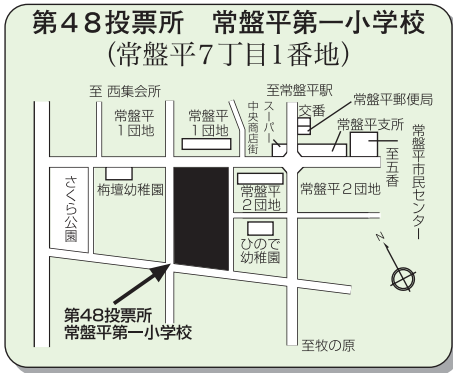 第48投票所 常盤平第一小学校
(常盤平7丁目1番地)
至 西集会所
至常盤平駅
常盤平
1団地
常盤平
1団地
中央商店街
スーパー
交番
常盤平郵便局
常盤平支所
至五香
常盤平市民センター
さくら公園
栴壇幼稚園
常盤平
2団地
常盤平2団地
ひので
幼稚園
N
第48投票所
常盤平第一小学校
至牧の原